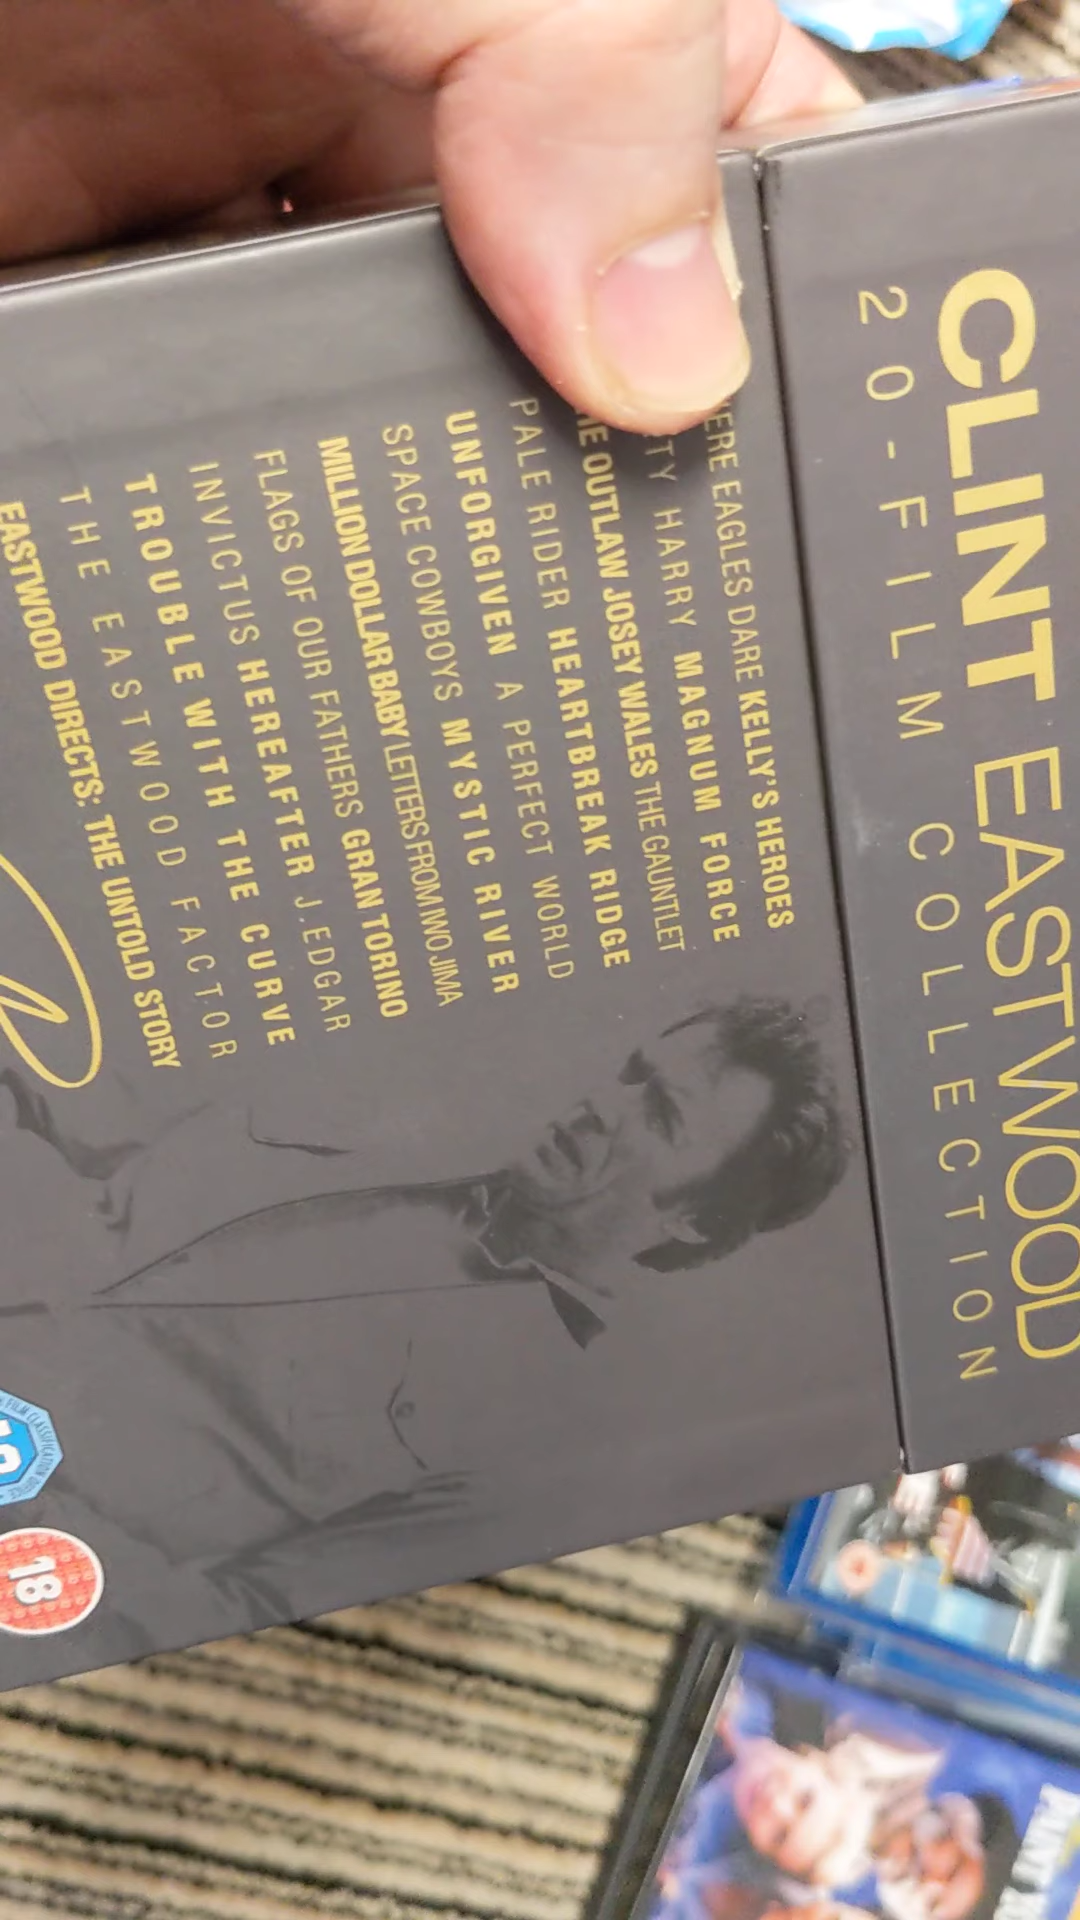 CLINT EASTWOOD
20-FILM COLLECTION
ERE EAGLES DARE KELLY'S HEROES
TY HARRY MAGNUM FORCE
HE OUTLAW JOSEY WALES THE GAUNTLET
PALE RIDER HEARTBREAK RIDGE
UNFORGIVEN A PERFECT WORLD
SPACE COWBOYS MYSTIC RIVER
MILLION DOLLAR BABY LETTERS FROM IWO JIMA
FLAGS OF OUR FATHERS GRAN TORINO
INVICTUS HEREAFTER J. EDGAR
TROUBLE WITH THE CURVE
THE EASTWOOD FACTOR
EASTWOOD DIRECTS: THE UNTOLD STORY
FILM CLASSIFICATION
18